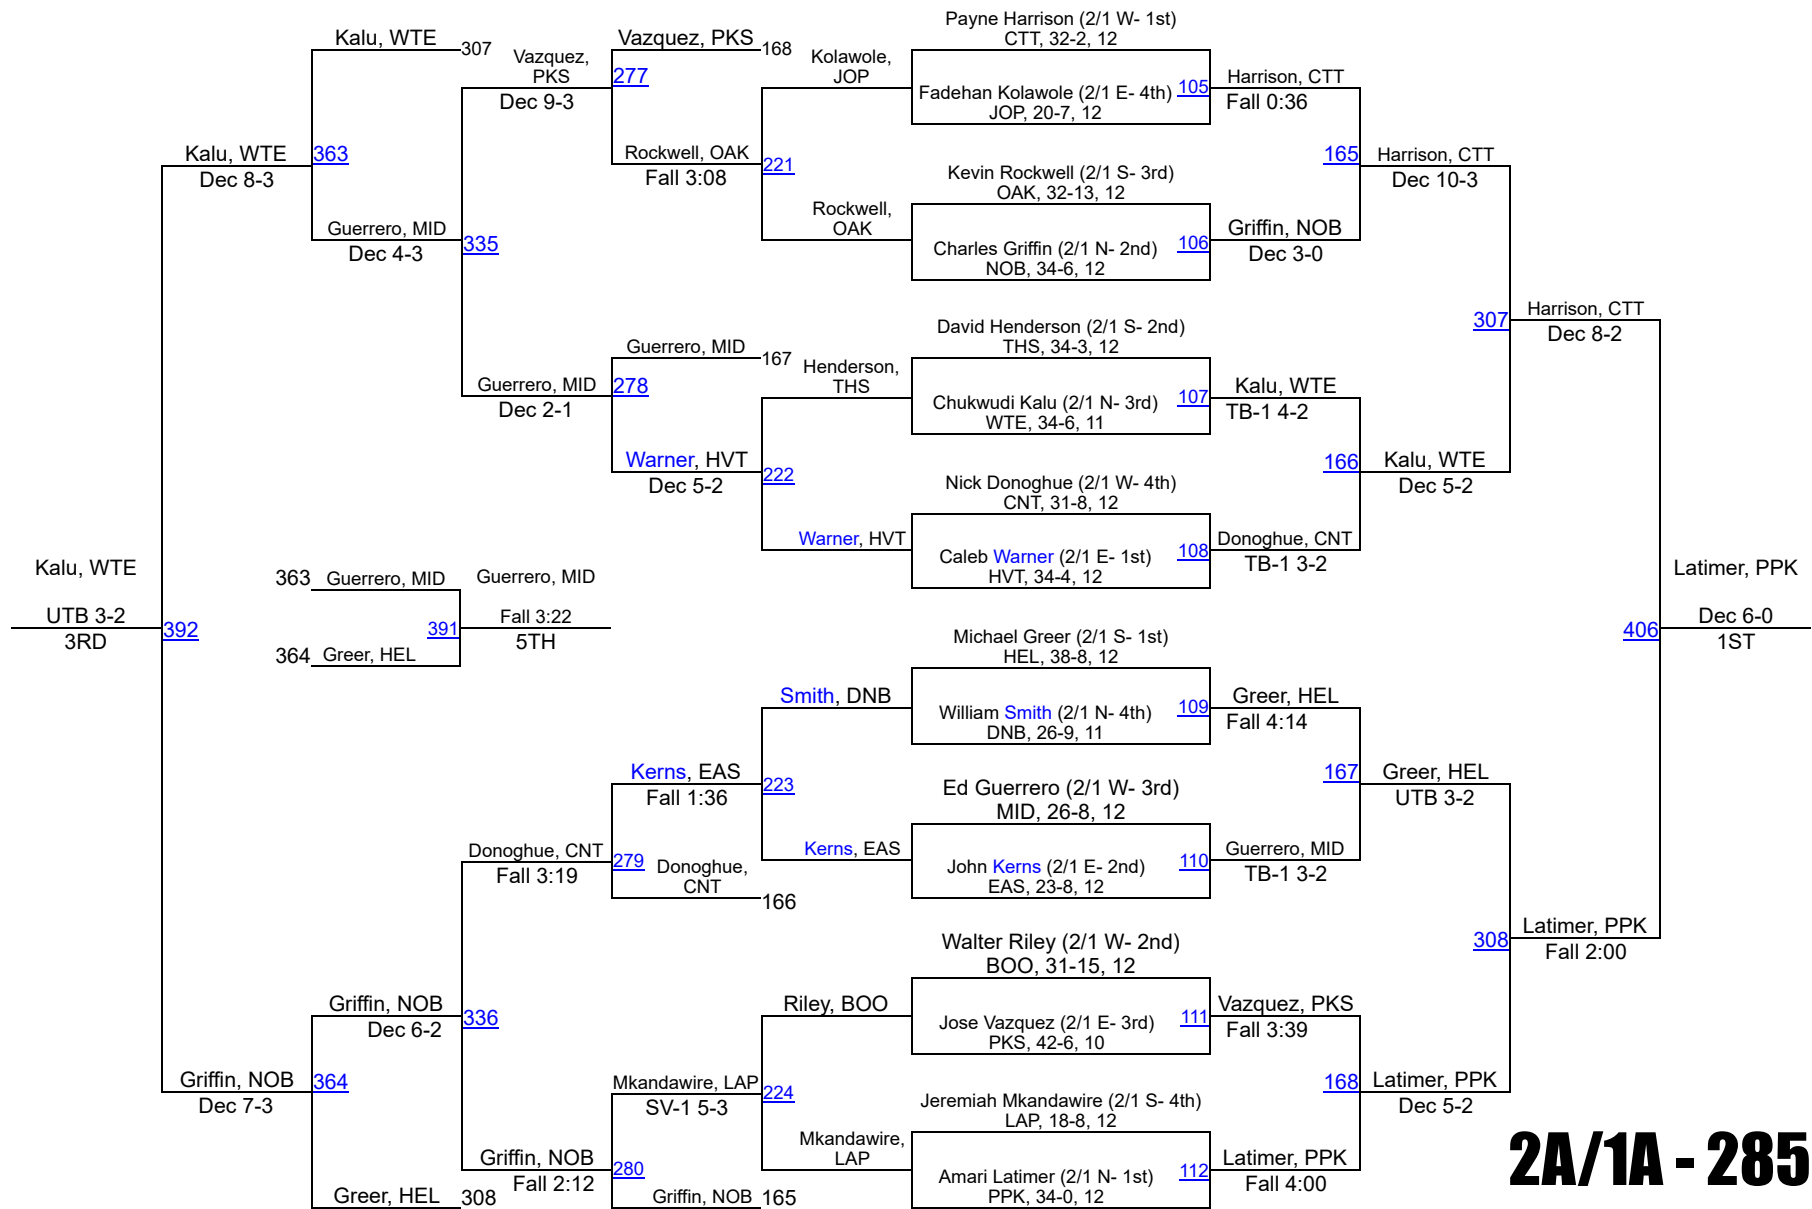 Payne Harrison (2/1 W- 1st)
CTT, 32-2, 12
Kalu, WTE
307
Vazquez, PKS
168
Vazquez,
PKS
277
Dec 9-3
Kolawole,
JOP
Fadehan Kolawole (2/1 E- 4th)
JOP, 20-7, 12
105
Harrison, CTT
Fall 0:36
Kalu, WTE
Dec 8-3
363
Rockwell, OAK
Fall 3:08
221
Kevin Rockwell (2/1 S- 3rd)
OAK, 32-13, 12
165
Harrison, CTT
Dec 10-3
Guerrero, MID
Dec 4-3
335
Rockwell,
OAK
Charles Griffin (2/1 N- 2nd)
NOB, 34-6, 12
106
Griffin, NOB
Dec 3-0
David Henderson (2/1 S- 2nd)
THS, 34-3, 12
307
Harrison, CTT
Dec 8-2
Guerrero, MID
167
Guerrero, MID
Dec 2-1
278
Henderson,
THS
Chukwudi Kalu (2/1 N- 3rd)
WTE, 34-6, 11
107
Kalu, WTE
TB-1 4-2
Warner, HVT
Dec 5-2
222
Nick Donoghue (2/1 W- 4th)
CNT, 31-8, 12
166
Kalu, WTE
Dec 5-2
Warner, HVT
Caleb Warner (2/1 E- 1st)
HVT, 34-4, 12
108
Donoghue, CNT
TB-1 3-2
Kalu, WTE
UTB 3-2
3RD
392
363
Guerrero, MID
Guerrero, MID
391
Fall 3:22
5TH
364
Greer, HEL
Latimer, PPK
406
Dec 6-0
1ST
Michael Greer (2/1 S- 1st)
HEL, 38-8, 12
Smith, DNB
William Smith (2/1 N- 4th)
DNB, 26-9, 11
109
Greer, HEL
Fall 4:14
Kerns, EAS
Fall 1:36
223
Ed Guerrero (2/1 W- 3rd)
MID, 26-8, 12
167
Greer, HEL
UTB 3-2
Donoghue, CNT
Fall 3:19
279
Donoghue,
CNT
166
Kerns, EAS
John Kerns (2/1 E- 2nd)
EAS, 23-8, 12
110
Guerrero, MID
TB-1 3-2
Walter Riley (2/1 W- 2nd)
BOO, 31-15, 12
308
Latimer, PPK
Fall 2:00
Griffin, NOB
Dec 6-2
336
Riley, BOO
Jose Vazquez (2/1 E- 3rd)
PKS, 42-6, 10
111
Vazquez, PKS
Fall 3:39
Griffin, NOB
Dec 7-3
364
Mkandawire, LAP
SV-1 5-3
224
Jeremiah Mkandawire (2/1 S- 4th)
LAP, 18-8, 12
168
Latimer, PPK
Dec 5-2
Griffin, NOB
Fall 2:12
280
Mkandawire,
LAP
Amari Latimer (2/1 N- 1st)
PPK, 34-0, 12
112
Latimer, PPK
Fall 4:00
Greer, HEL
308
Griffin, NOB
165
2A/1A - 285